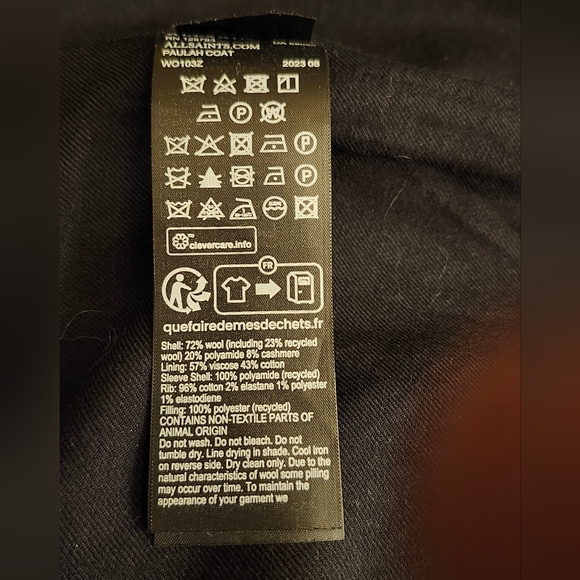 ALLSAINTS.COM
PAULAH COAT
WO103Z 2023 08
P W
P
P
clevercare.info
FR
quefairedemesdechets.fr
Shell: 72% wool (including 23% recycled
wool) 20% polyamide 8% cashmere
Lining: 57% viscose 43% cotton
Sleeve Shell: 100% polyamide (recycled)
Rib: 96% cotton 2% elastane 1% polyester
1% elastodiene
Filling: 100% polyester (recycled)
CONTAINS NON-TEXTILE PARTS OF
ANIMAL ORIGIN
Do not wash. Do not bleach. Do not
tumble dry. Line drying in shade. Cool Iron
on reverse side. Dry clean only. Due to the
natural characteristics of wool some pilling
may occur over time. To maintain the
appearance of your garment we